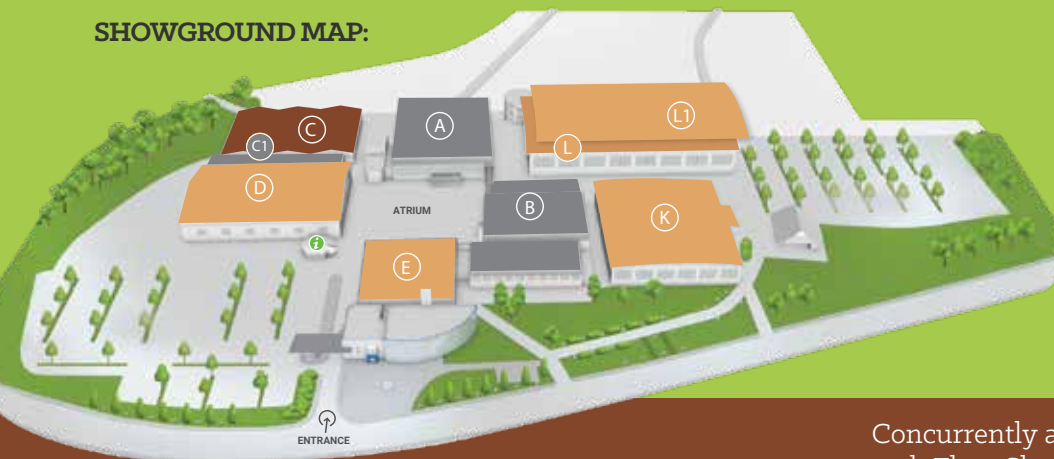 SHOWGROUND MAP:
A
L1
C
C1
L
D
B
ATRIUM
K
i
E
ENTRANCE
Concurrently a